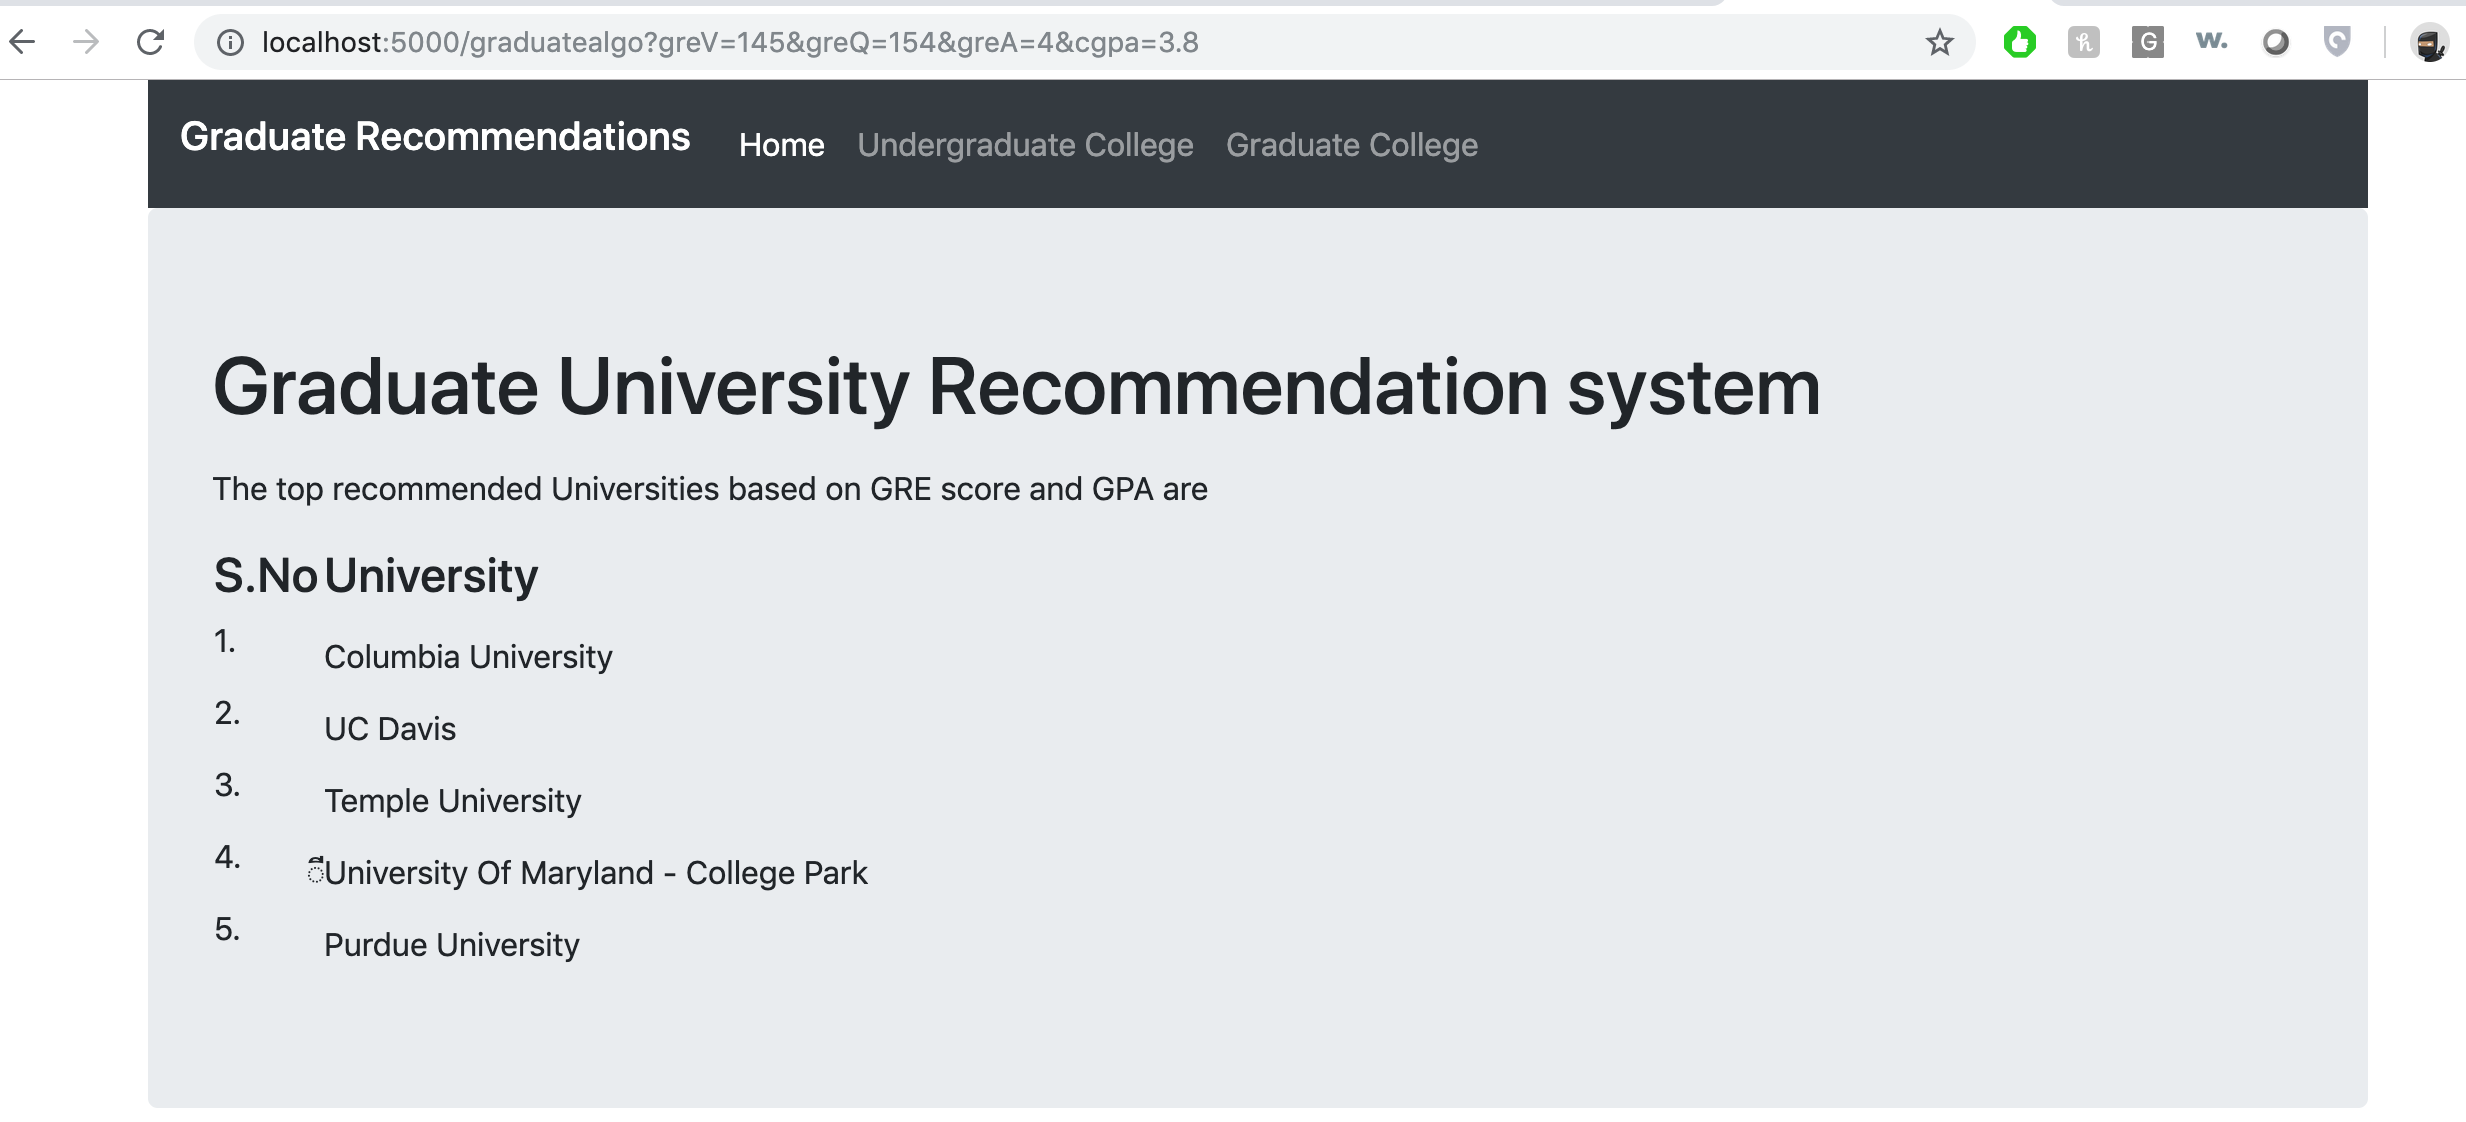 localhost:5000/graduatealgo?greV=145&greQ=154&greA=4&cgpa=3.8
Graduate Recommendations Home Undergraduate College Graduate College
Graduate University Recommendation system
The top recommended Universities based on GRE score and GPA are
S.No University
1. Columbia University
2. UC Davis
3. Temple University
4. ీUniversity Of Maryland - College Park
5. Purdue University